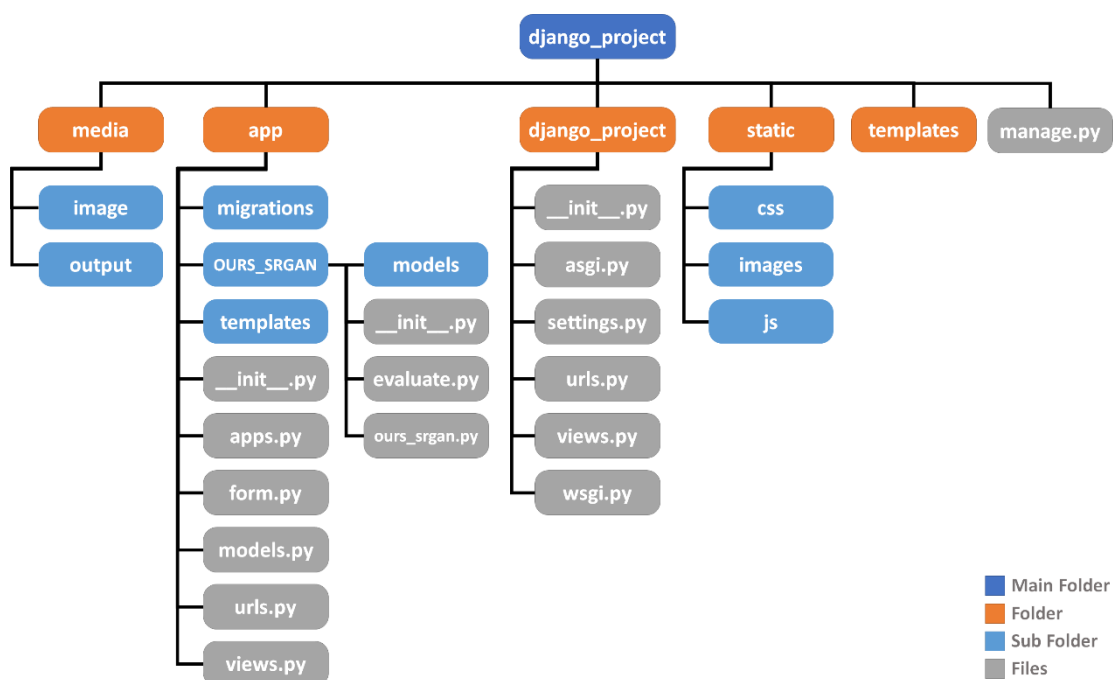 django_project
media
app
django_project
static
templates
manage.py
image
migrations
__init__.py
css
output
OURS_SRGAN
models
asgi.py
images
templates
__init__.py
settings.py
js
__init__.py
evaluate.py
urls.py
apps.py
ours_srgan.py
views.py
form.py
wsgi.py
models.py
urls.py
views.py
Main Folder
Folder
Sub Folder
Files